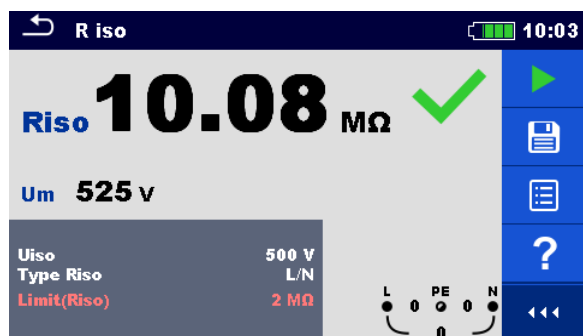 R iso 10:03
Riso 10.08 MΩ
Um 525 V
Uiso 500 V
Type Riso L/N
Limit(Riso) 2 MΩ
L PE N
0 0
0
?